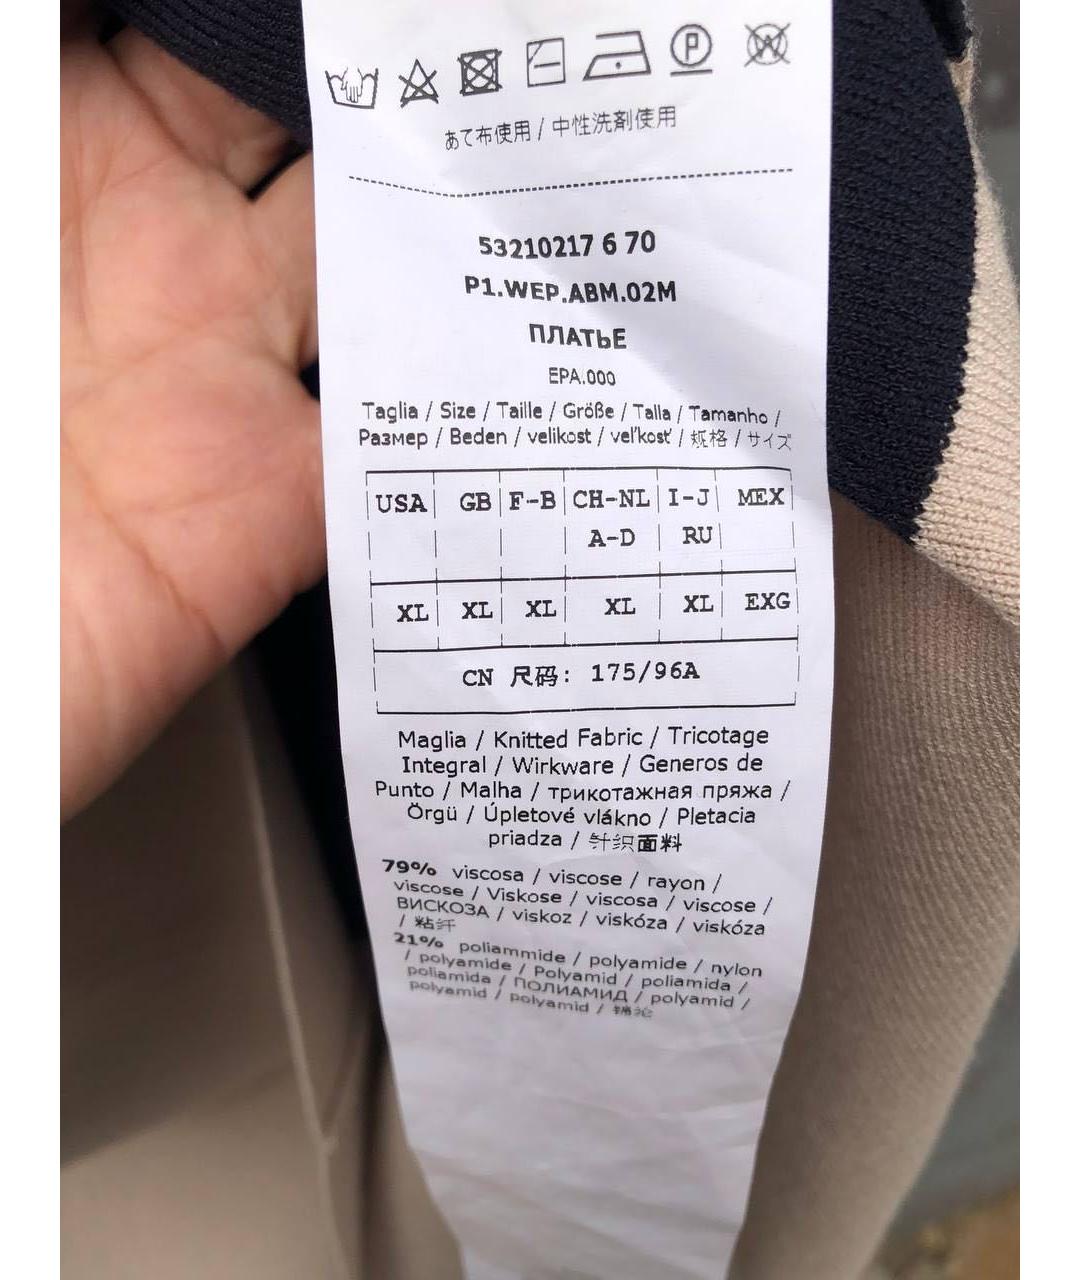 あて布使用 / 中性洗剤使用
53210217 6 70
P1.WEP.ABM.02M
ПЛАТЬЕ
EPA.000
Taglia / Size / Taille / Größe / Talla / Tamanho /
Размер / Beden / velikost / veľkosť / 规格 / サイズ
USA GB F-B CH-NL I-J MEX
A-D RU
XL XL XL XL XL EXG
CN 尺码: 175/96A
Maglia / Knitted Fabric / Tricotage
Integral / Wirkware / Generos de
Punto / Malha / трикотажная пряжа /
Örgü / Úpletové vlákno / Pletacia
priadza / 针织面料
79% viscosa / viscose / rayon /
viscose / Viskose / viscosa / viscose /
ВИСКОЗА / viskoz / viskóza / viskóza
/ 粘纤
21% poliammide / polyamide / nylon
/ polyamide / Polyamid / poliamida /
poliamida / ПОЛИАМИД / polyamid /
polyamid / polyamid / 锦纶